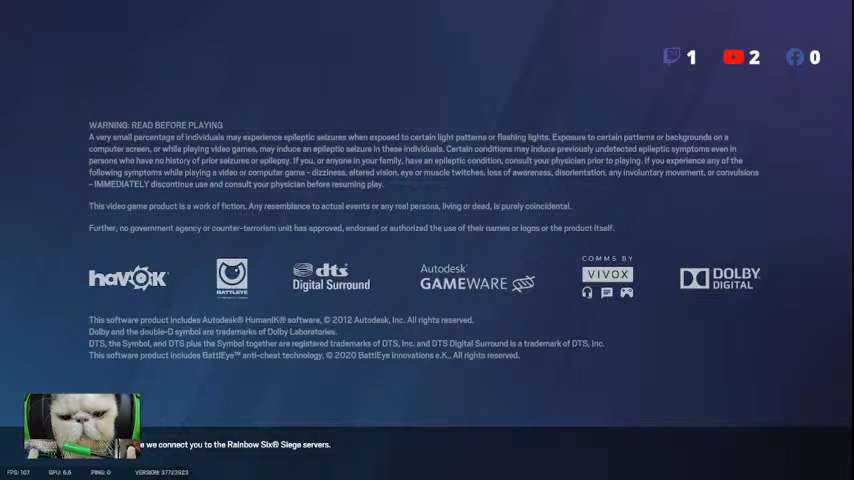 1 2 0
WARNING: READ BEFORE PLAYING
A very small percentage of individuals may experience epileptic seizures when exposed to certain light patterns or flashing lights. Exposure to certain patterns or backgrounds on a
computer screen, or while playing video games, may induce an epileptic seizure in these individuals. Certain conditions may induce previously undetected epileptic symptoms even in
persons who have no history of prior seizures or epilepsy. If you, or anyone in your family, have an epileptic condition, consult your physician prior to playing. If you experience any of the
following symptoms while playing a video or computer game - dizziness, altered vision, eye or muscle twitches, loss of awareness, disorientation, any involuntary movement, or convulsions
- IMMEDIATELY discontinue use and consult your physician before resuming play.
This video game product is a work of fiction. Any resemblance to actual events or any real persons, living or dead, is purely coincidental.
Further, no government agency or counter-terrorism unit has approved, endorsed or authorized the use of their names or logos or the product itself.
COMMS BY
havok
BATTLEYE
dts
Digital Surround
Autodesk
GAMEWARE
VIVOX
DOLBY
DIGITAL
This software product includes Autodesk® HumanIK® software, © 2012 Autodesk, Inc. All rights reserved.
Dolby and the double-D symbol are trademarks of Dolby Laboratories.
DTS, the Symbol, and DTS plus the Symbol together are registered trademarks of DTS, Inc. and DTS Digital Surround is a trademark of DTS, Inc.
This software product includes BattlEye™ anti-cheat technology, © 2020 BattlEye Innovations e.K.. All rights reserved.
e we connect you to the Rainbow Six® Siege servers.
FPS: 107 GPU: 6.6 PING: 0 VERSION: 37723923